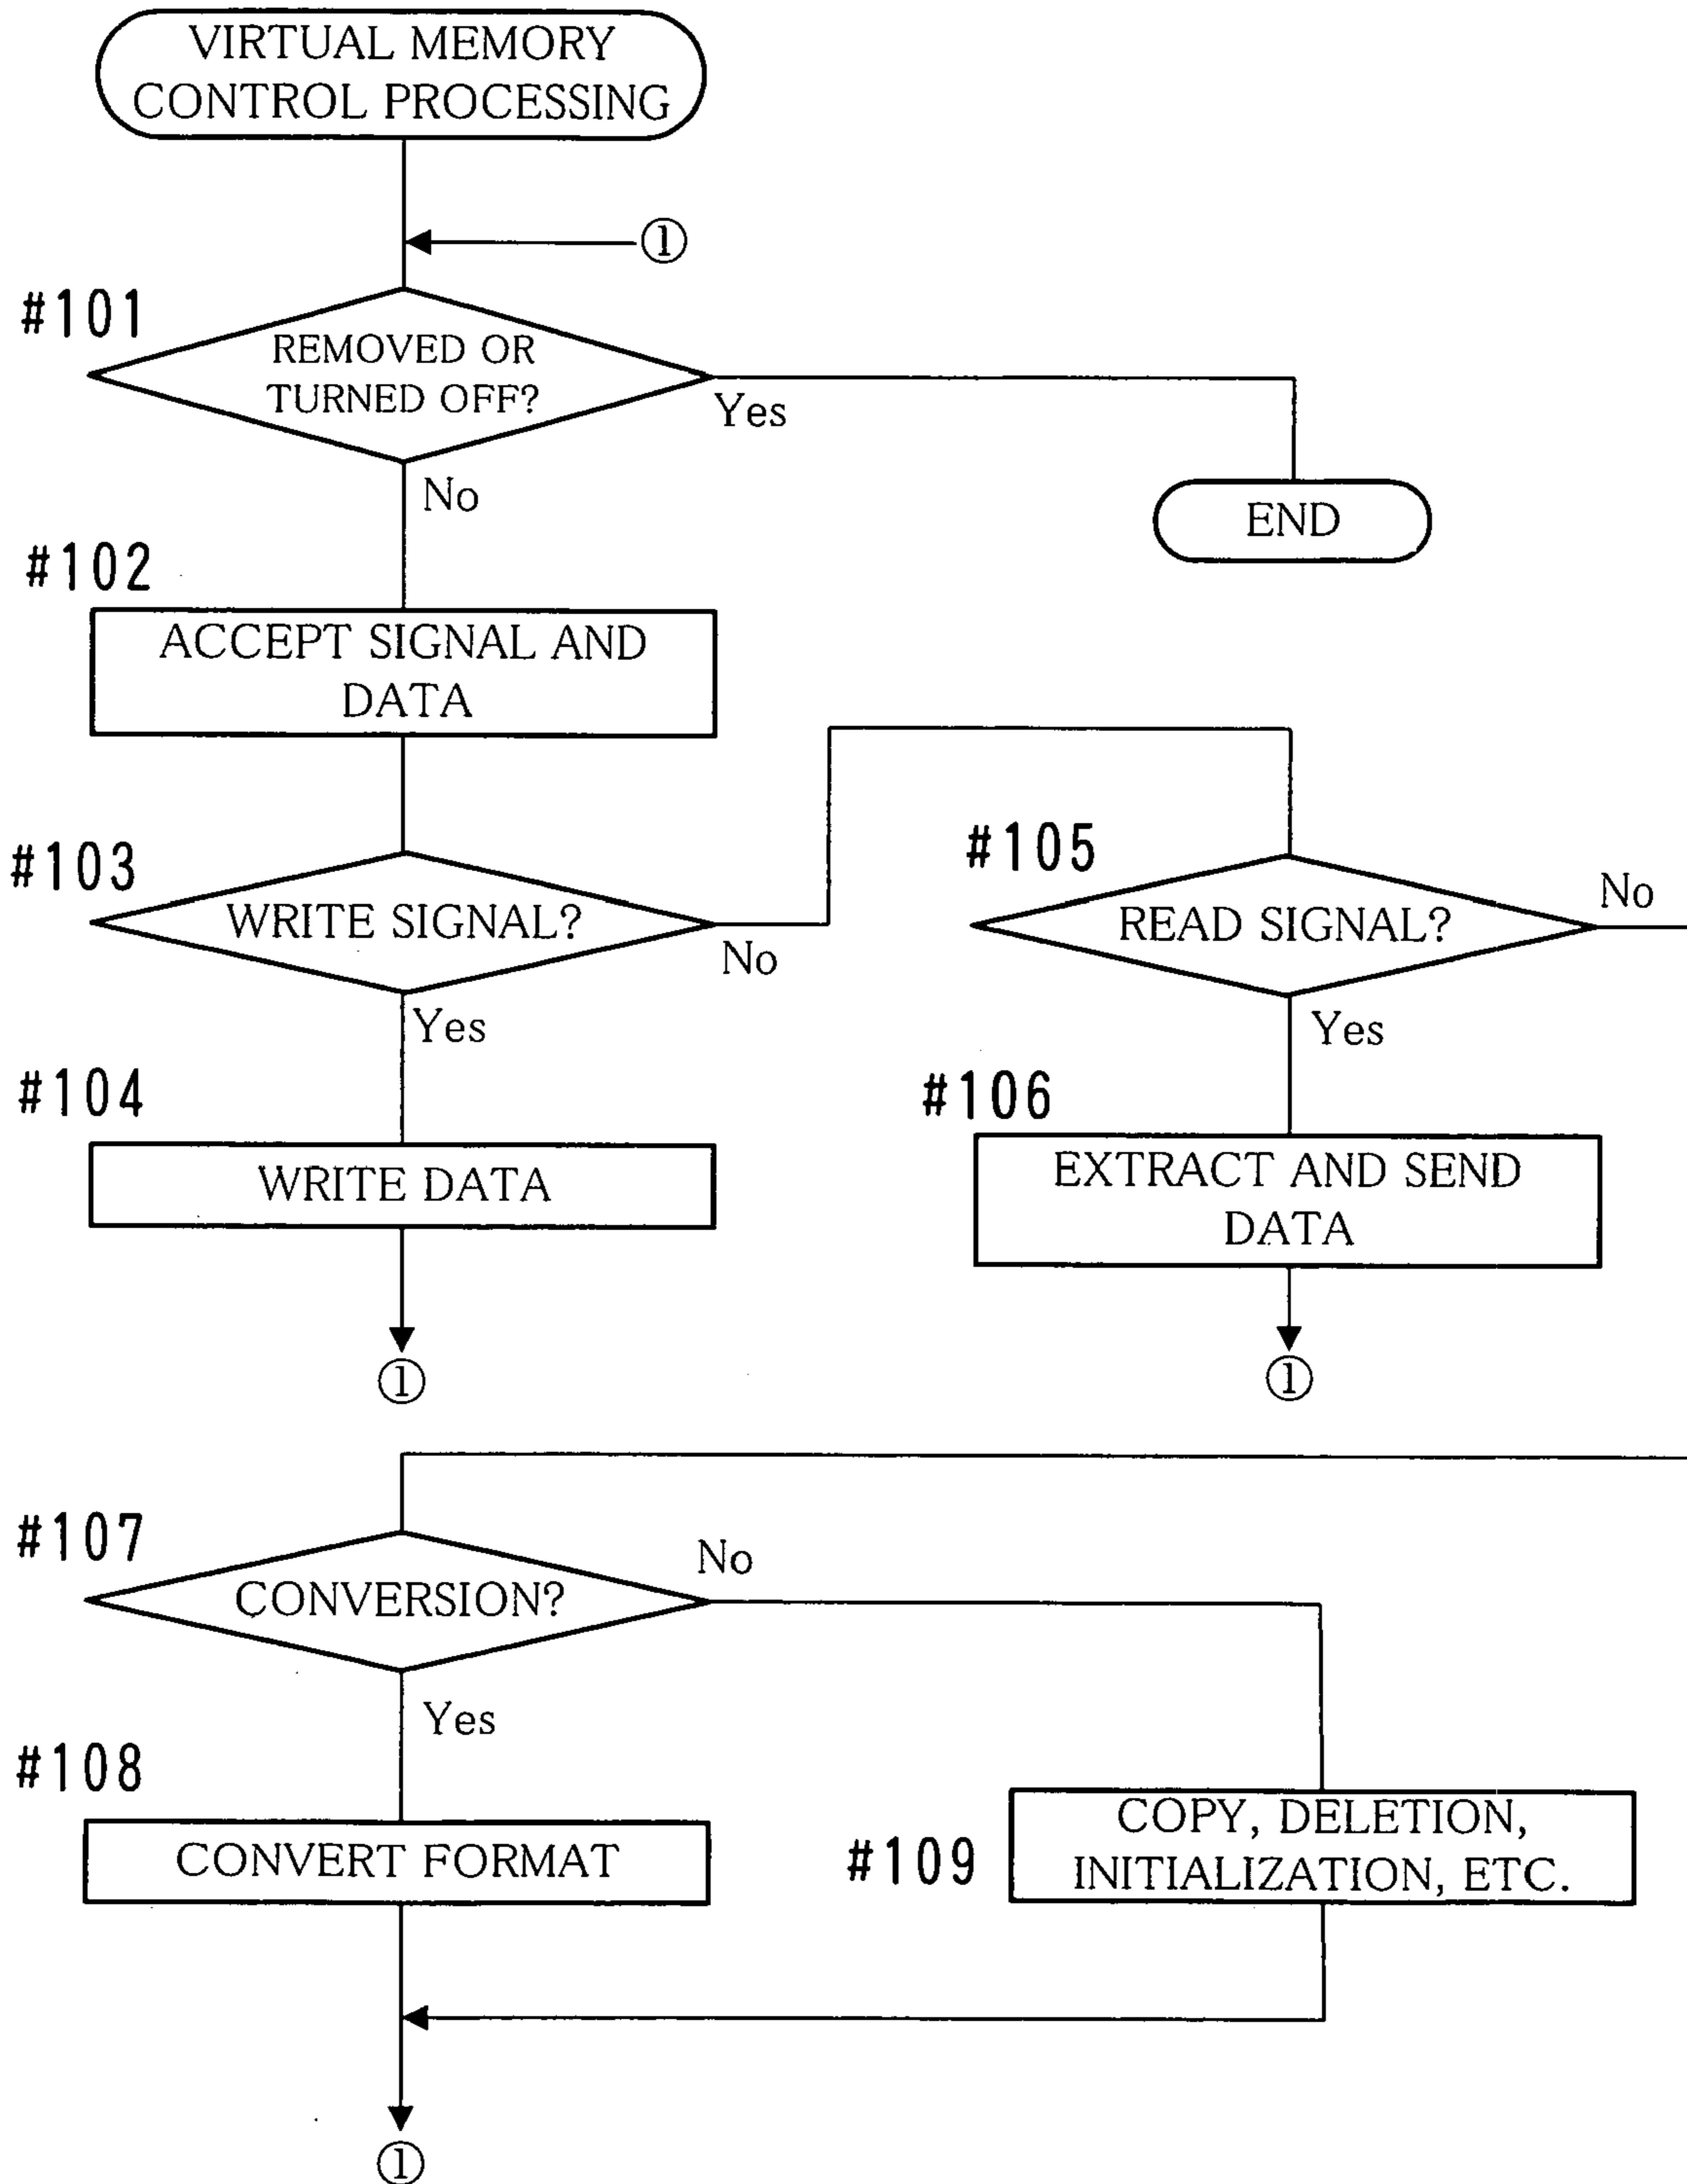 VIRTUAL MEMORY
CONTROL PROCESSING
①
#101
REMOVED OR
TURNED OFF?
Yes
No
END
#102
ACCEPT SIGNAL AND
DATA
#103
WRITE SIGNAL?
No
Yes
#105
READ SIGNAL?
No
Yes
#104
WRITE DATA
①
#106
EXTRACT AND SEND
DATA
①
#107
CONVERSION?
No
Yes
#108
CONVERT FORMAT
#109
COPY, DELETION,
INITIALIZATION, ETC.
①